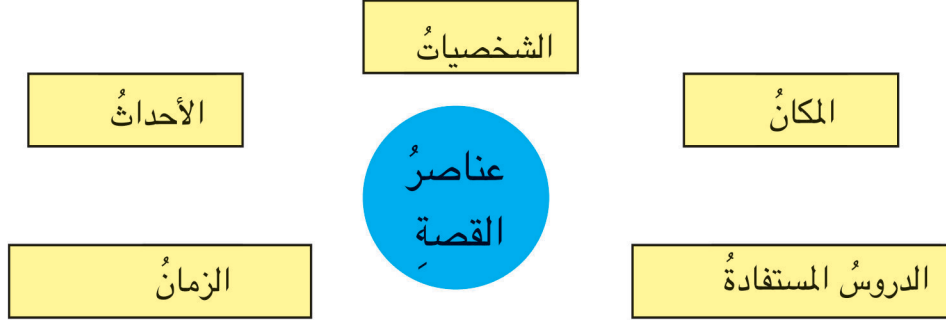 الشخصياتُ
المكانُ
الأحداثُ
عناصرُ
القصةِ
الدروسُ المستفادةُ
الزمانُ